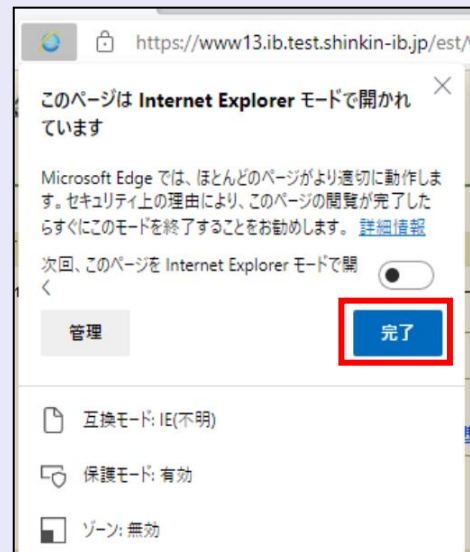 https://www13.ib.test.shinkin-ib.jp/est/
このページは Internet Explorer モードで開かれ
ています
Microsoft Edge では、ほとんどのページがより適切に動作しま
す。セキュリティ上の理由により、このページの閲覧が完了した
らすぐにこのモードを終了することをお勧めします。 詳細情報
次回、このページを Internet Explorer モードで開
く
管理
完了
互換モード: IE(不明)
保護モード: 有効
ゾーン: 無効